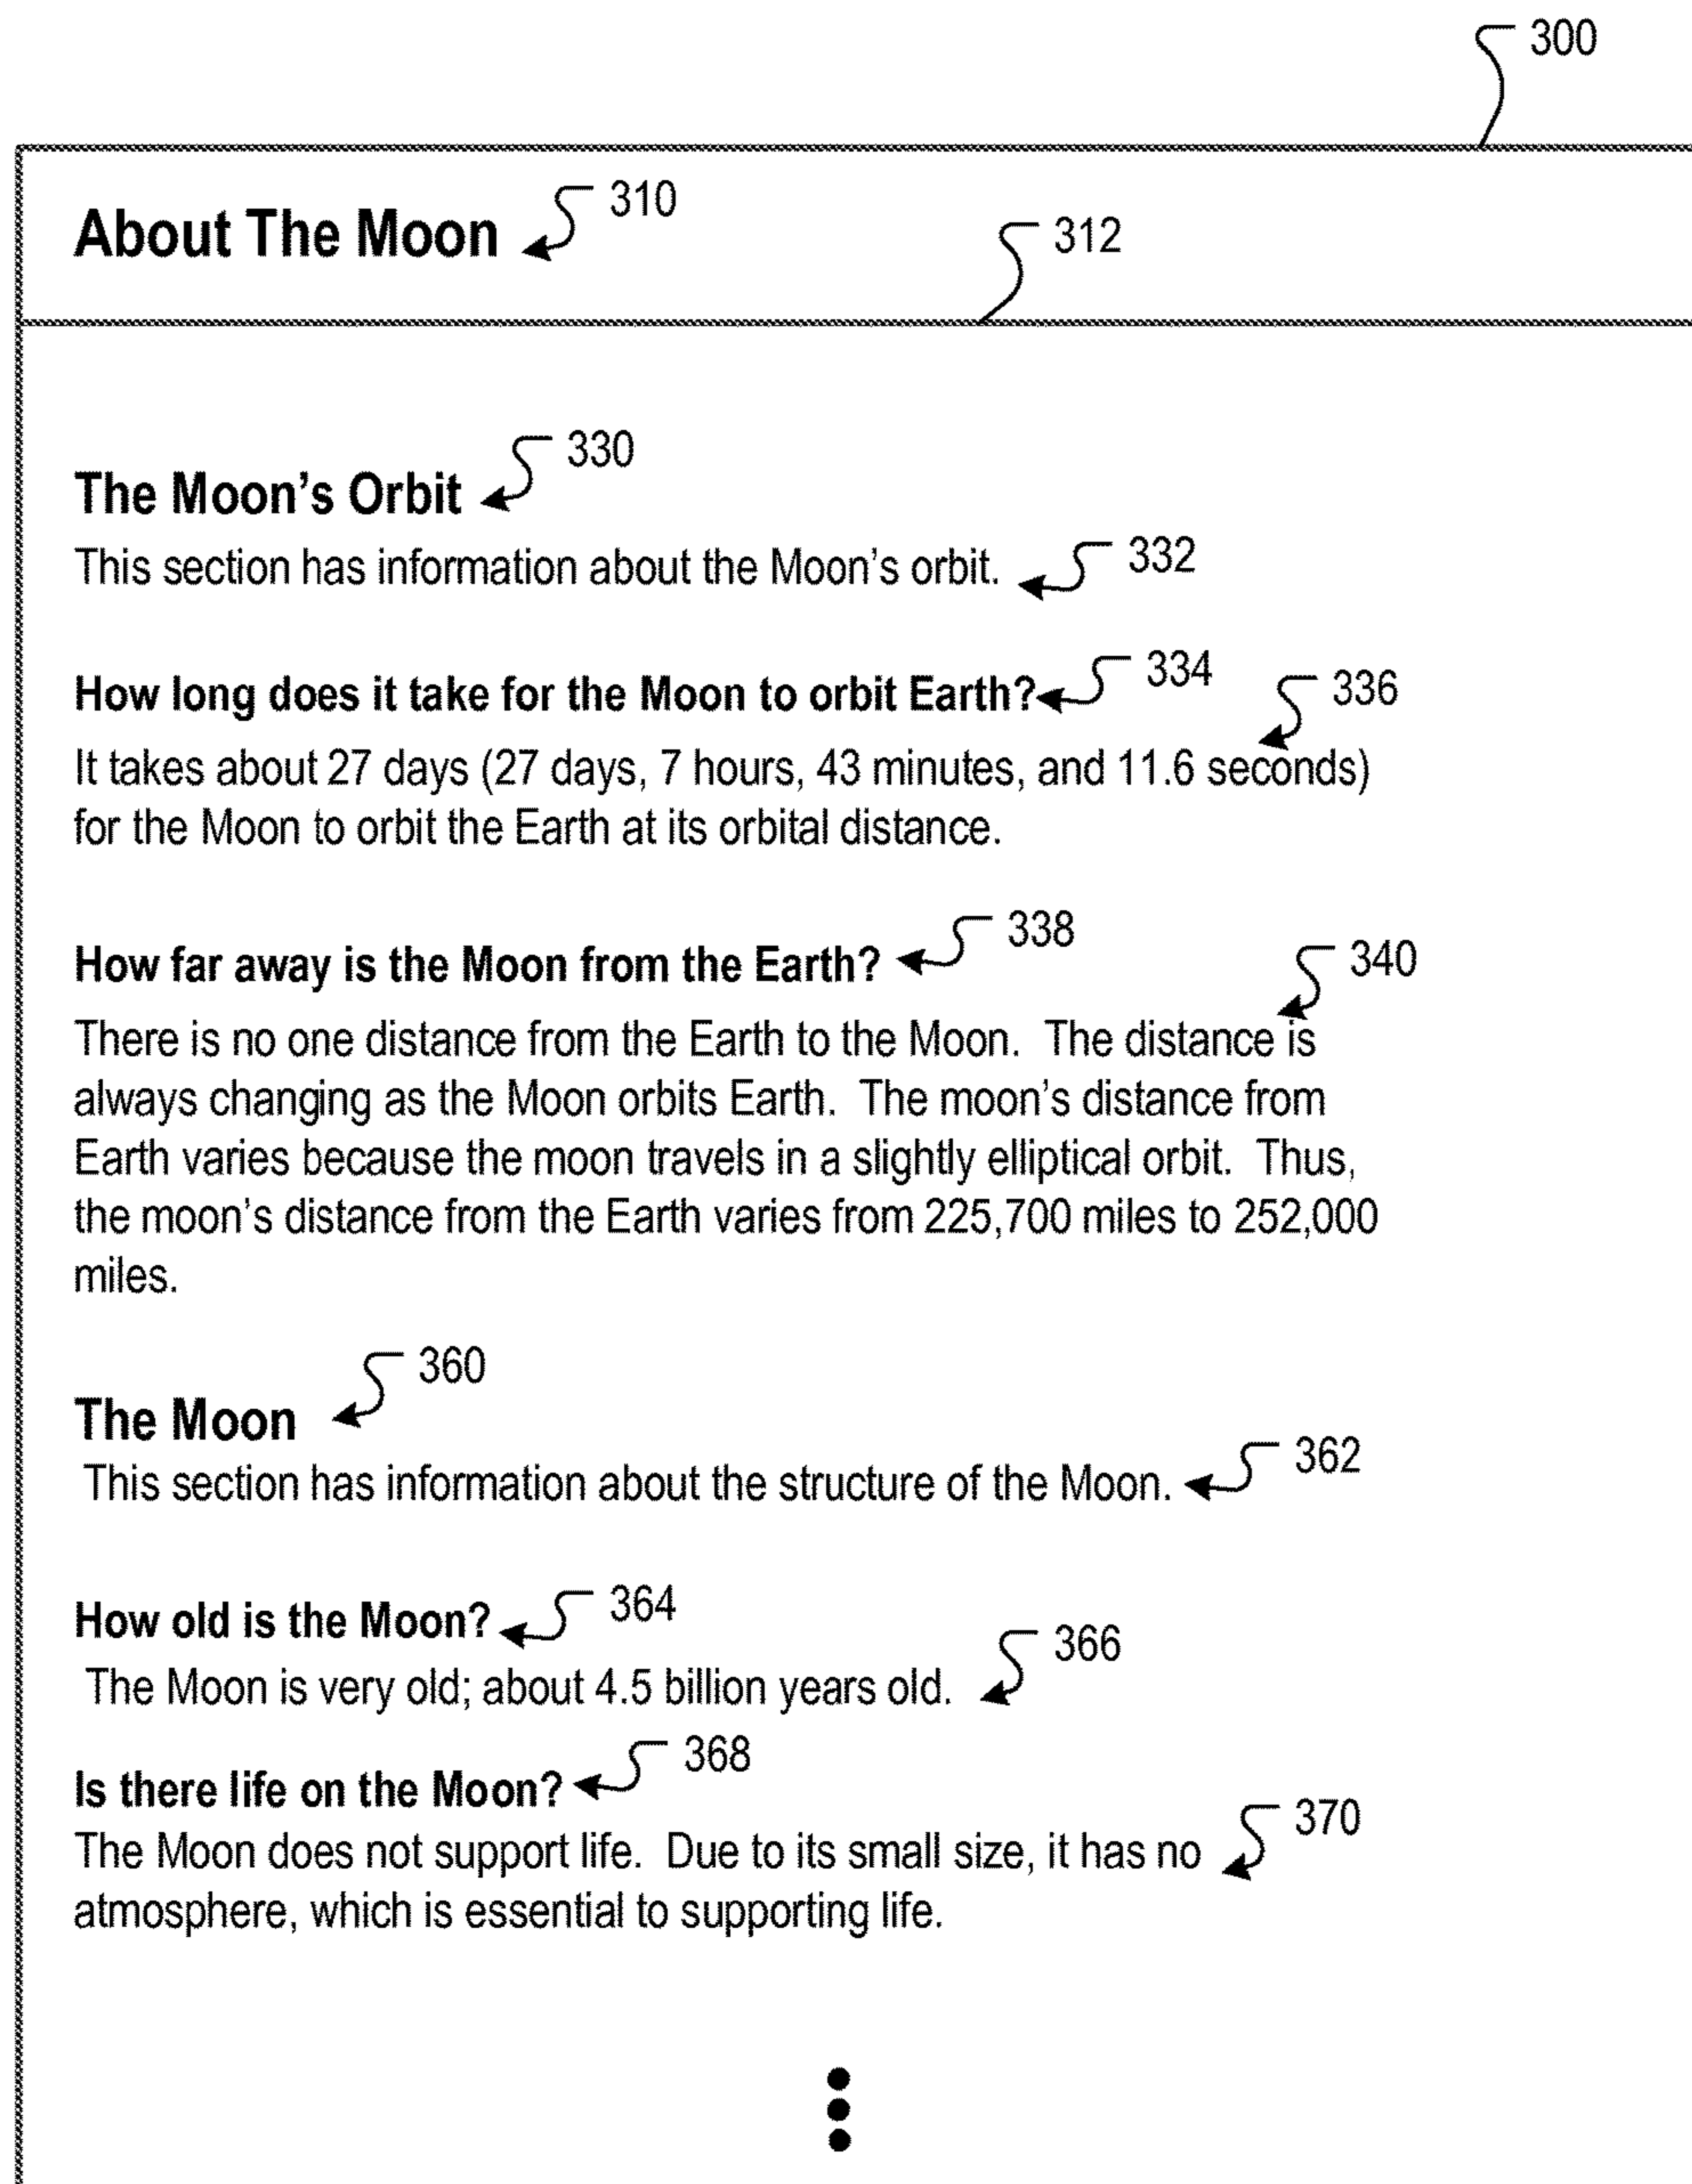 300
About The Moon 310
312
The Moon's Orbit 330
This section has information about the Moon's orbit. 332
How long does it take for the Moon to orbit Earth? 334
336
It takes about 27 days (27 days, 7 hours, 43 minutes, and 11.6 seconds)
for the Moon to orbit the Earth at its orbital distance.
How far away is the Moon from the Earth? 338
340
There is no one distance from the Earth to the Moon.  The distance is
always changing as the Moon orbits Earth.  The moon's distance from
Earth varies because the moon travels in a slightly elliptical orbit.  Thus,
the moon's distance from the Earth varies from 225,700 miles to 252,000
miles.
The Moon 360
This section has information about the structure of the Moon. 362
How old is the Moon? 364
The Moon is very old; about 4.5 billion years old. 366
Is there life on the Moon? 368
The Moon does not support life.  Due to its small size, it has no 370
atmosphere, which is essential to supporting life.